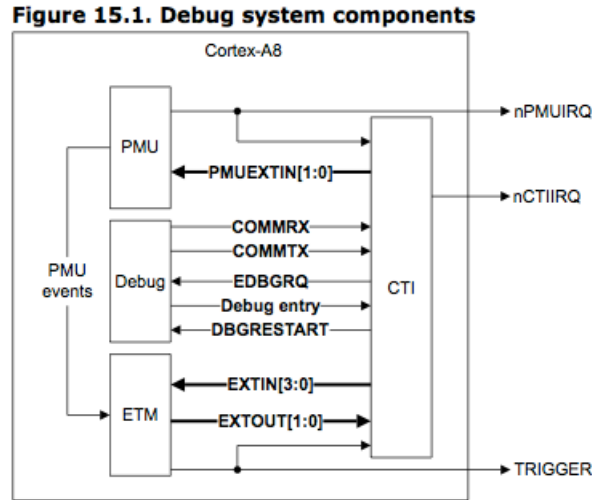 Figure 15.1. Debug system components
Cortex-A8
nPMUIRQ
PMU
PMUEXTIN[1:0]
nCTIIRQ
COMMRX
COMMTX
PMU
events
Debug
EDBGRQ
CTI
Debug entry
DBGRESTART
EXTIN[3:0]
ETM
EXTOUT[1:0]
TRIGGER